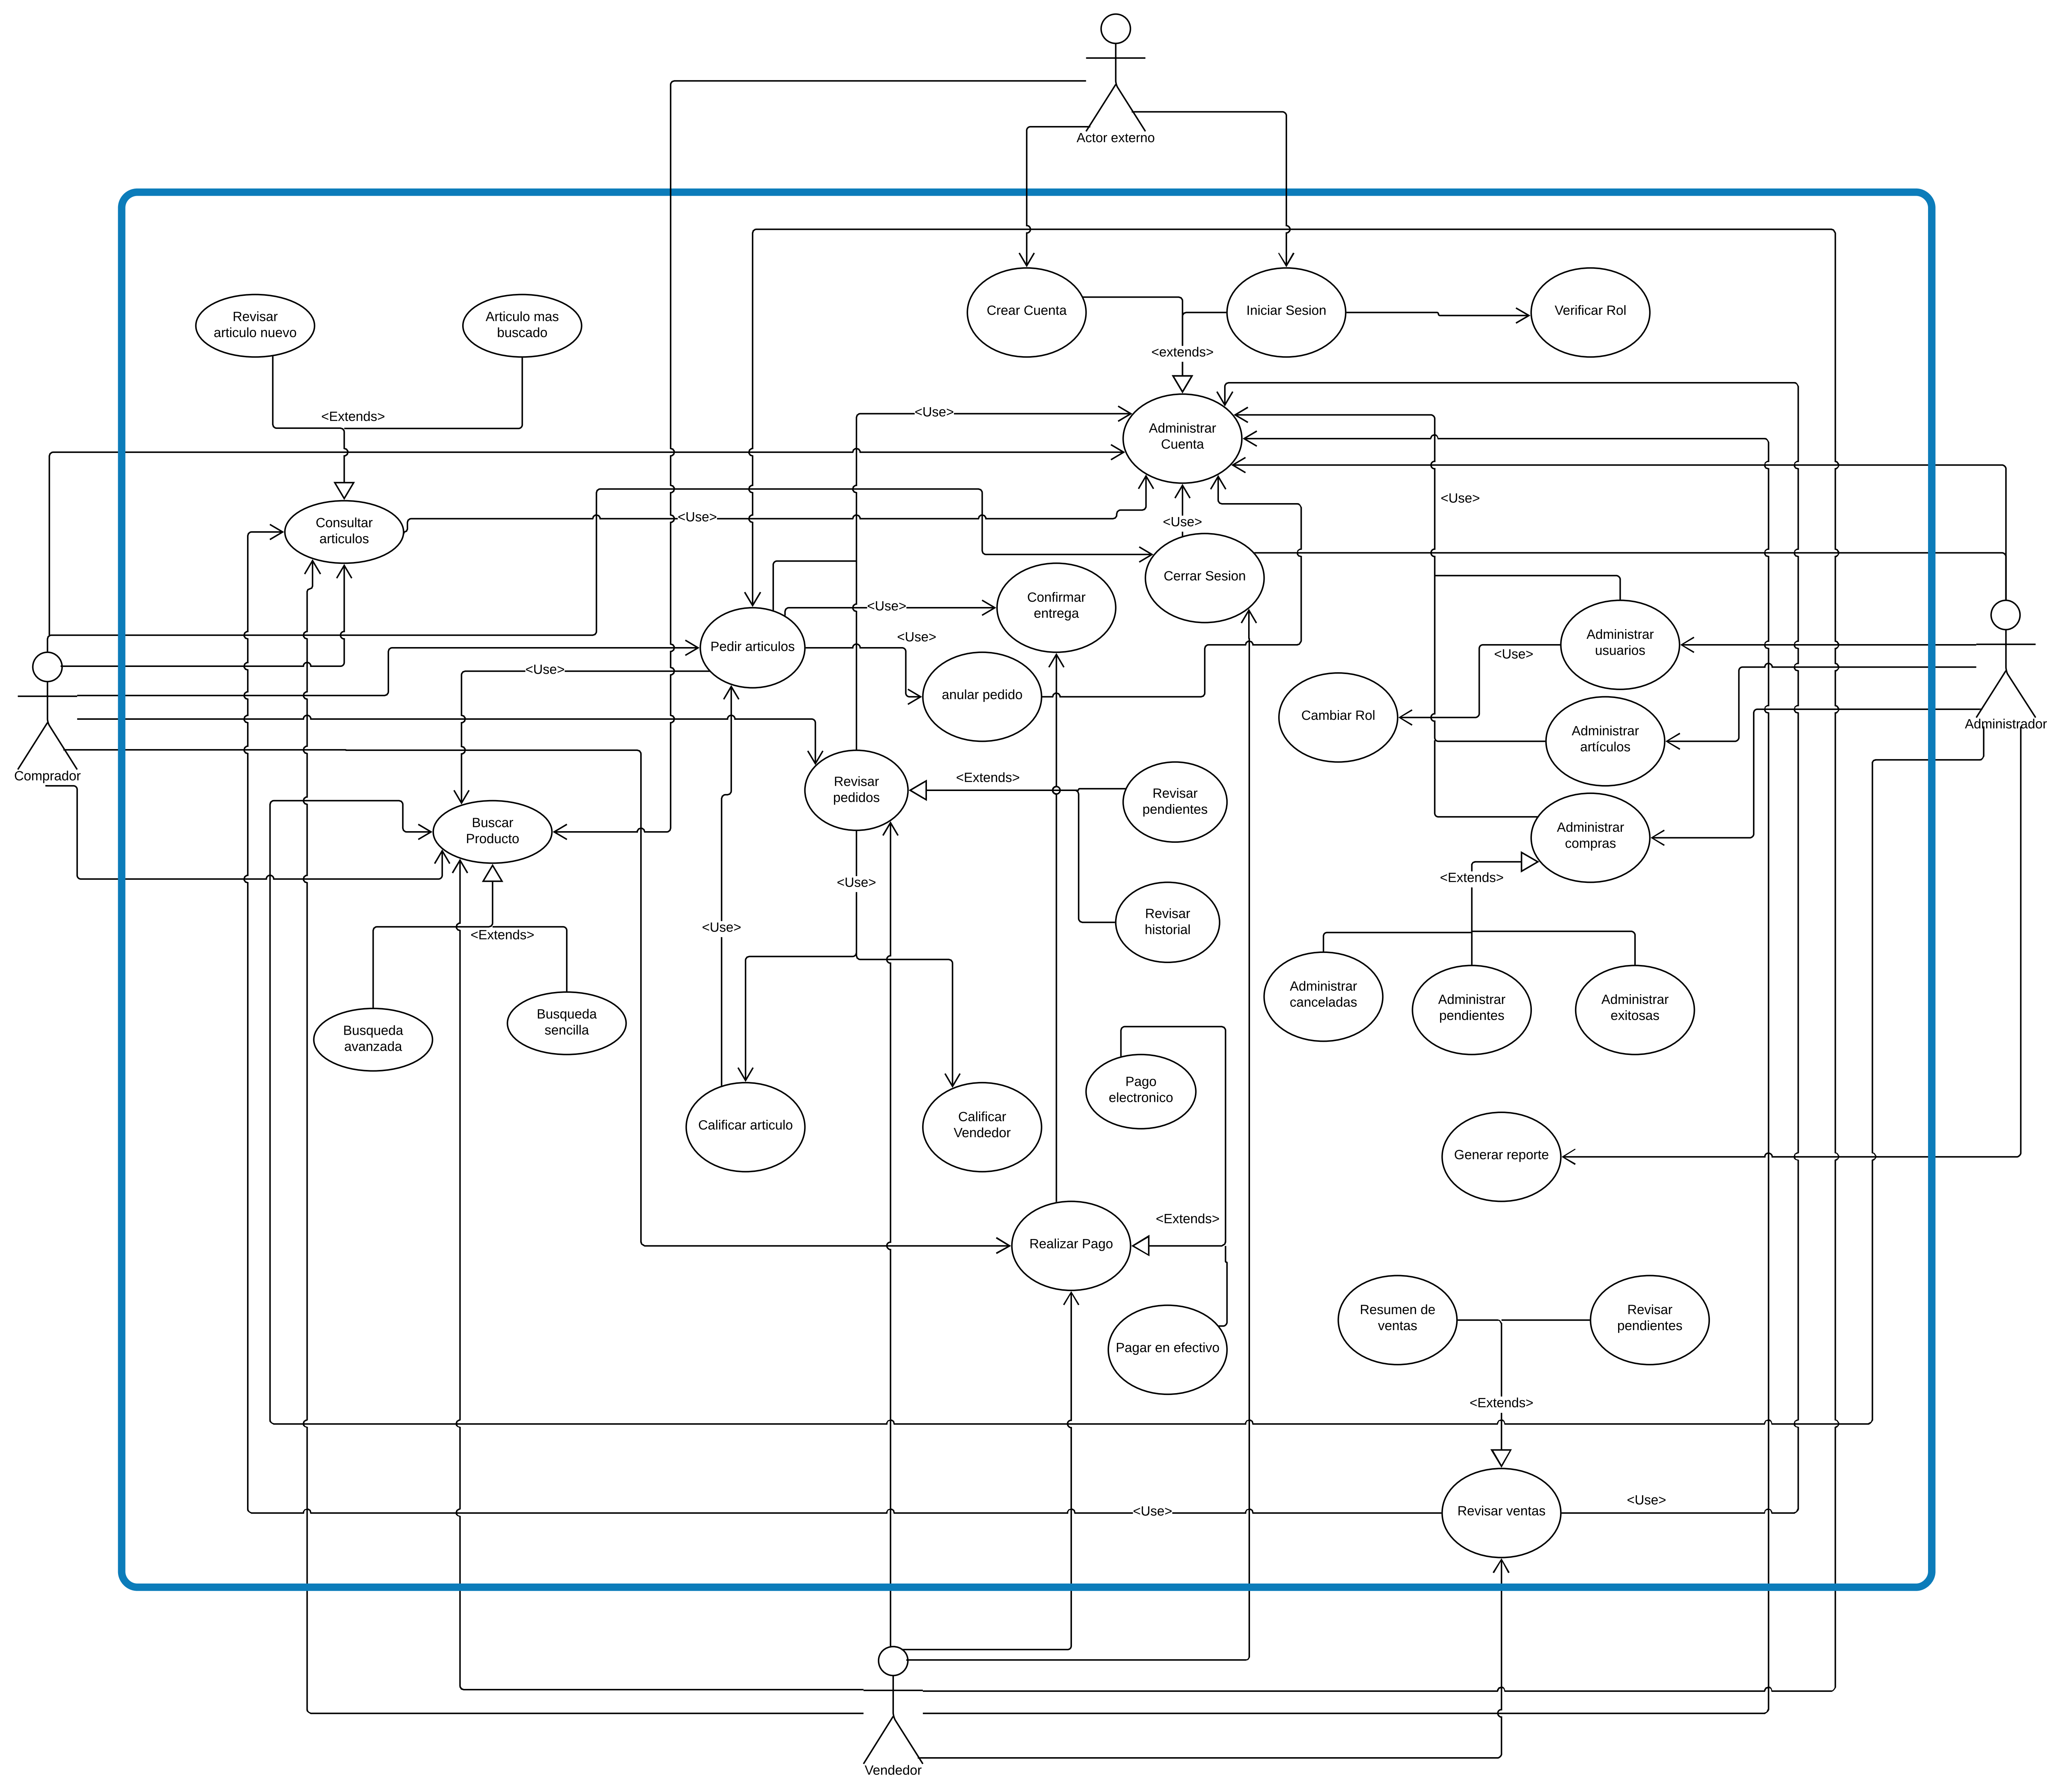 Actor externo
Crear Cuenta
Iniciar Sesion
Verificar Rol
Revisar
articulo nuevo
Articulo mas
buscado
<extends>
<Extends>
<Use>
Administrar
Cuenta
<Use>
Consultar
articulos
<Use>
<Use>
Cerrar Sesion
Confirmar
entrega
<Use>
<Use>
Pedir articulos
Administrar
usuarios
<Use>
<Use>
anular pedido
Cambiar Rol
Administrador
Administrar
artículos
Comprador
Revisar
pedidos
<Extends>
Revisar
pendientes
Buscar
Producto
Administrar
compras
<Use>
<Extends>
Revisar
historial
<Use>
<Extends>
Administrar
canceladas
Administrar
pendientes
Administrar
exitosas
Busqueda
avanzada
Busqueda
sencilla
Pago
electronico
Calificar articulo
Calificar
Vendedor
Generar reporte
<Extends>
Realizar Pago
Resumen de
ventas
Revisar
pendientes
Pagar en efectivo
<Extends>
<Use>
Revisar ventas
<Use>
Vendedor